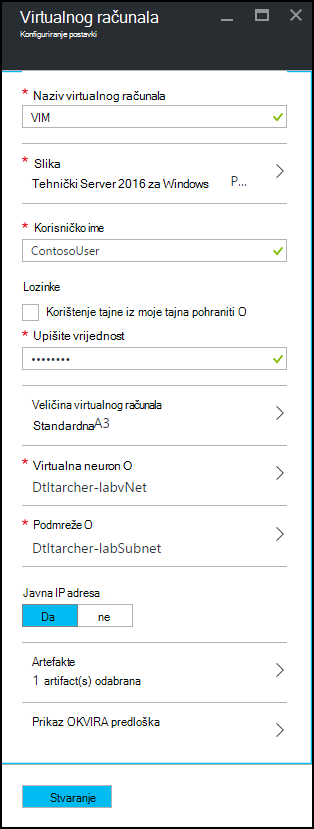 Virtualnog računala
Konfiguriranje postavki
* Naziv virtualnog računala
VIM
* Slika
Tehnički Server 2016 za Windows P...
* Korisničko ime
ContosoUser
Lozinke
Korištenje tajne iz moje tajna pohraniti O
* Upišite vrijednost
••••••••
Veličina virtualnog računala
Standardna A3
* Virtualna neuron O
Dtltarcher-labvNet
* Podmreže O
Dtltarcher-labSubnet
Javna IP adresa
Da ne
Artefakte
1 artifact(s) odabrana
Prikaz OKVIRA predloška
Stvaranje